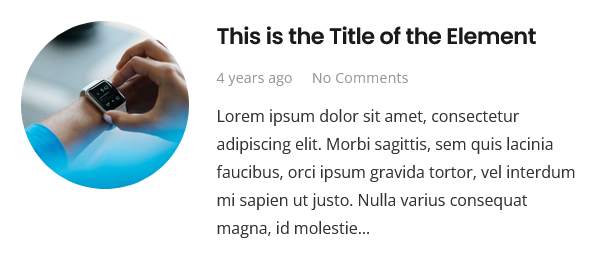 This is the Title of the Element
4 years ago No Comments
Lorem ipsum dolor sit amet, consectetur
adipiscing elit. Morbi sagittis, sem quis lacinia
faucibus, orci ipsum gravida tortor, vel interdum
mi sapien ut justo. Nulla varius consequat
magna, id molestie...